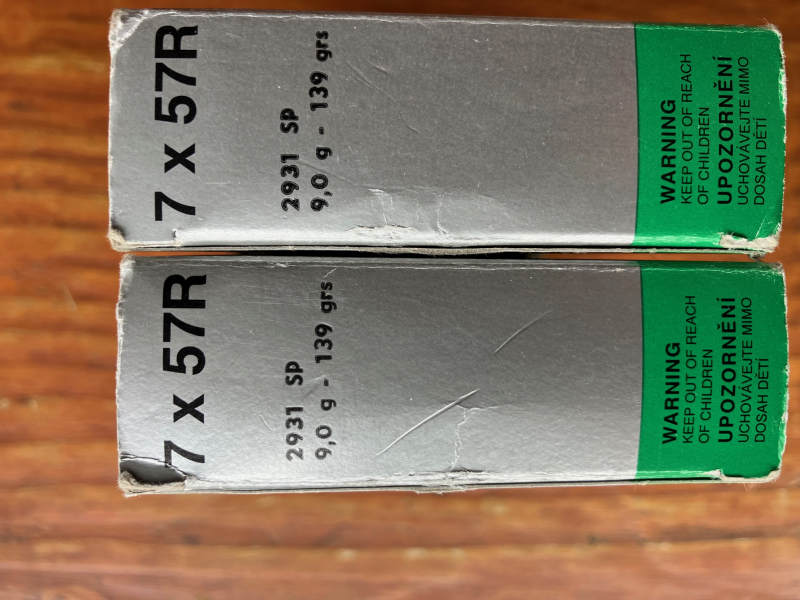 7 x 57R
2931 SP
9,0 g - 139 grs
WARNING
KEEP OUT OF REACH
OF CHILDREN
UPOZORNĚNÍ
UCHOVÁVEJTE MIMO
DOSAH DĚTÍ
7 x 57R
2931 SP
9,0 g - 139 grs
WARNING
KEEP OUT OF REACH
OF CHILDREN
UPOZORNĚNÍ
UCHOVÁVEJTE MIMO
DOSAH DĚTÍ